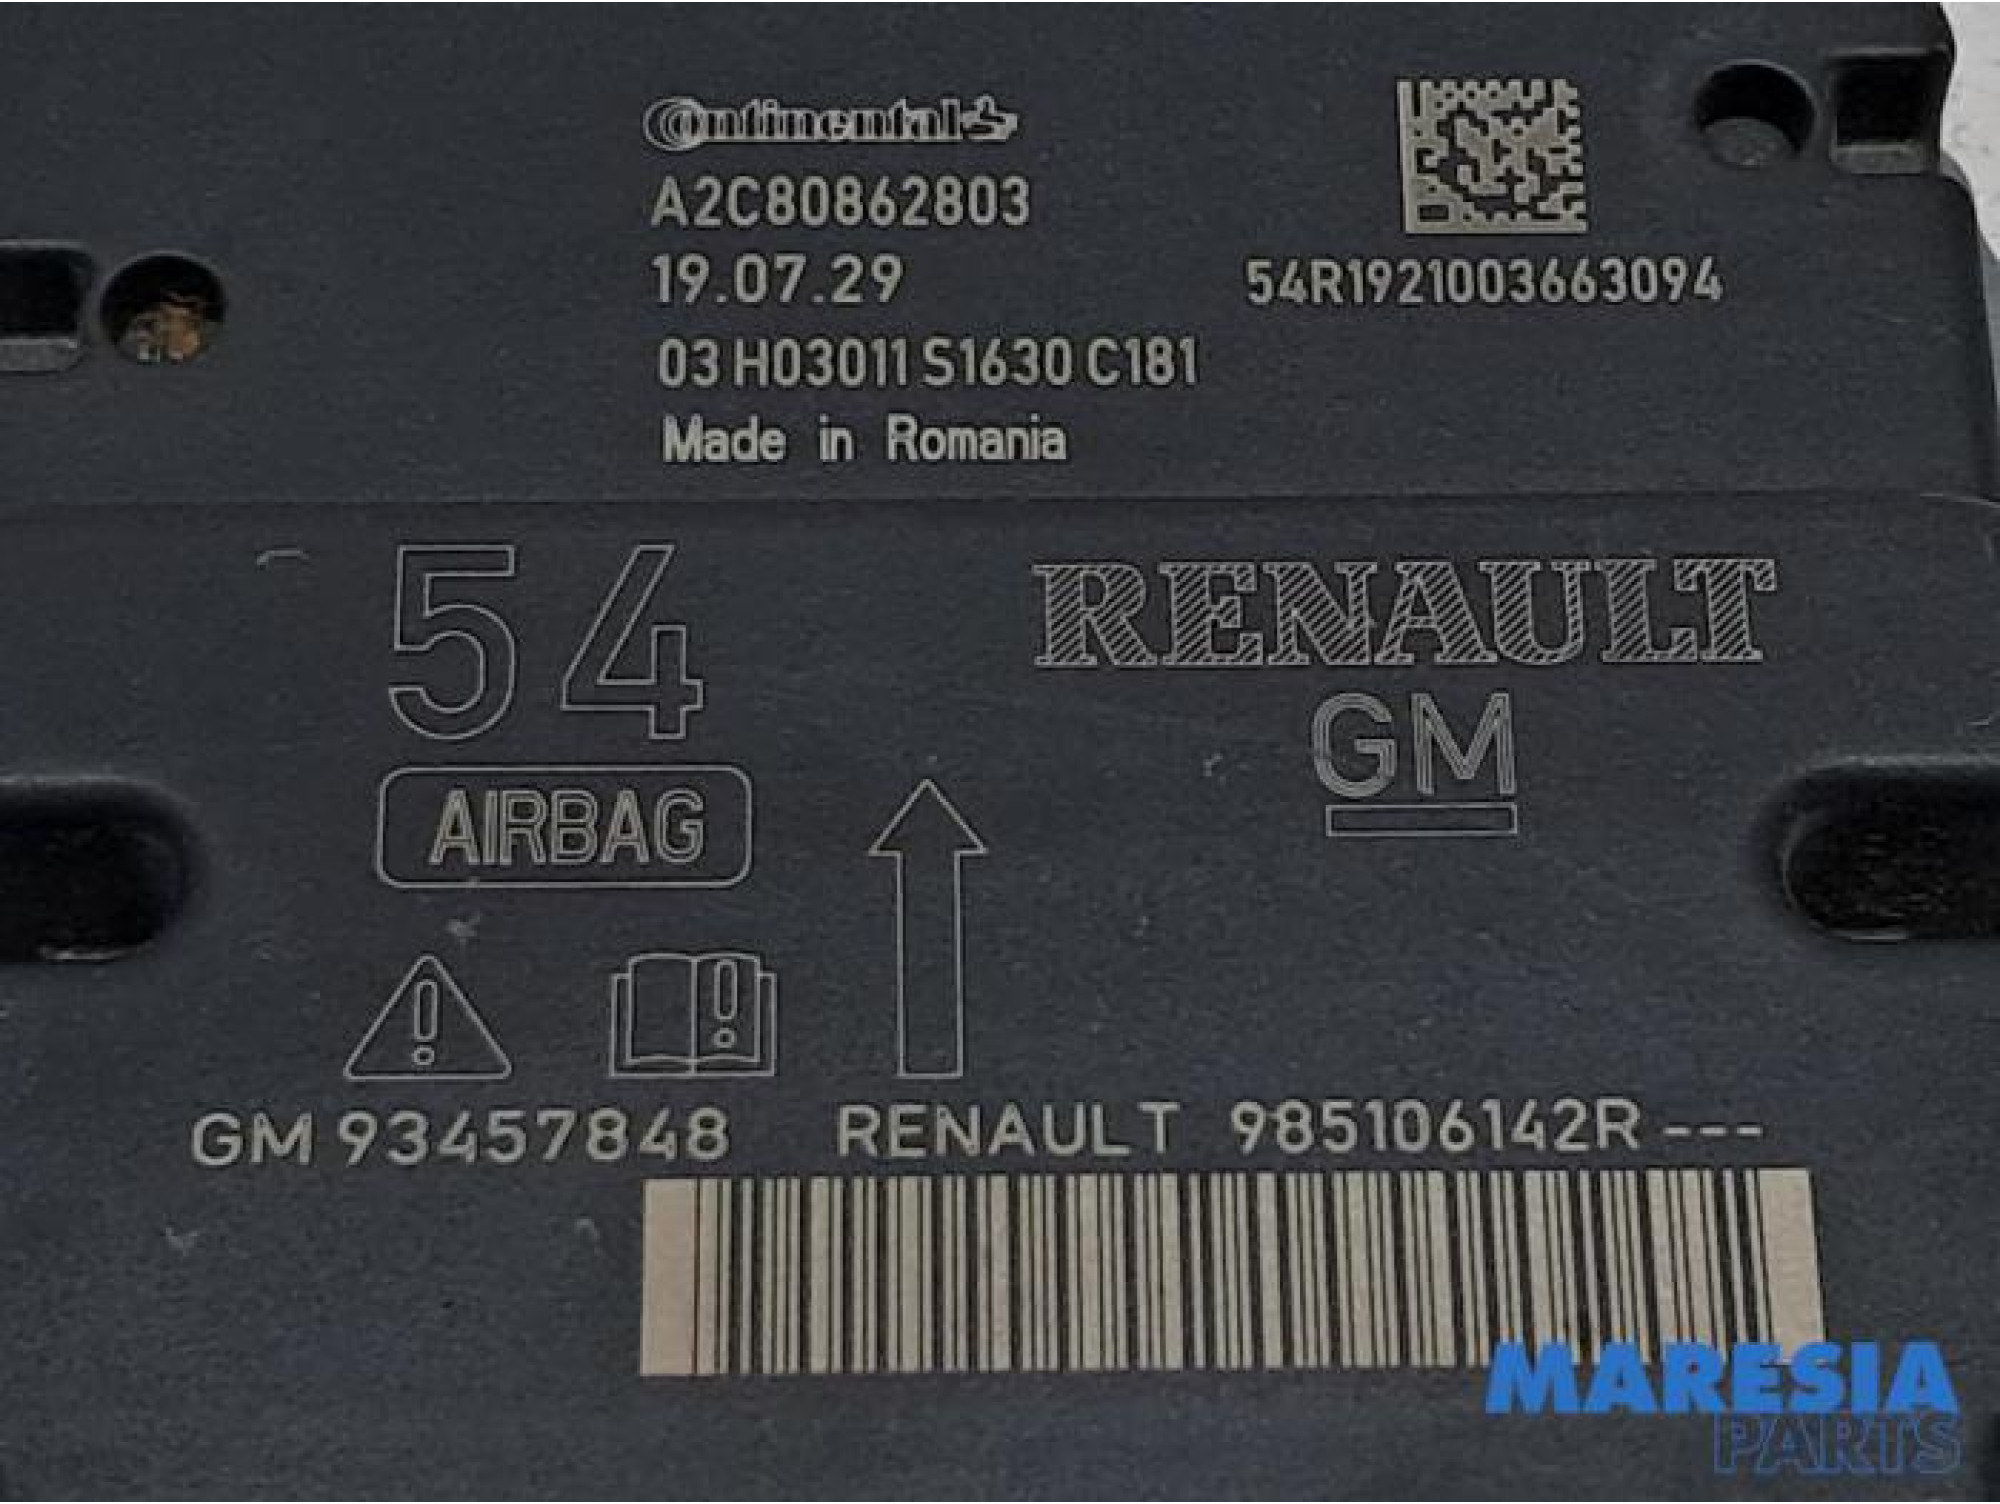 Continental
A2C80862803
19.07.29
54R1921003663094
03 H03011 S1630 C181
Made in Romania
54
RENAULT
GM
AIRBAG
GM 93457848 RENAULT 985106142R---
MARESIA
PARTS